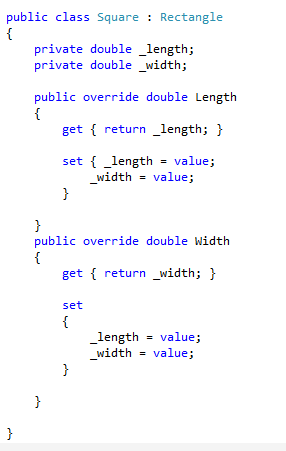 public class Square : Rectangle
{
    private double _length;
    private double _width;

    public override double Length
    {
        get { return _length; }

        set { _length = value;
            _width = value;
        }

    }
    public override double Width
    {
        get { return _width; }

        set
        {
            _length = value;
            _width = value;
        }

    }

}